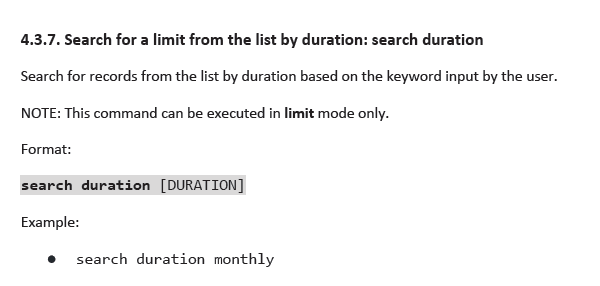 4.3.7. Search for a limit from the list by duration: search duration
Search for records from the list by duration based on the keyword input by the user.
NOTE: This command can be executed in limit mode only.
Format:
search duration [DURATION]
Example:
● search duration monthly